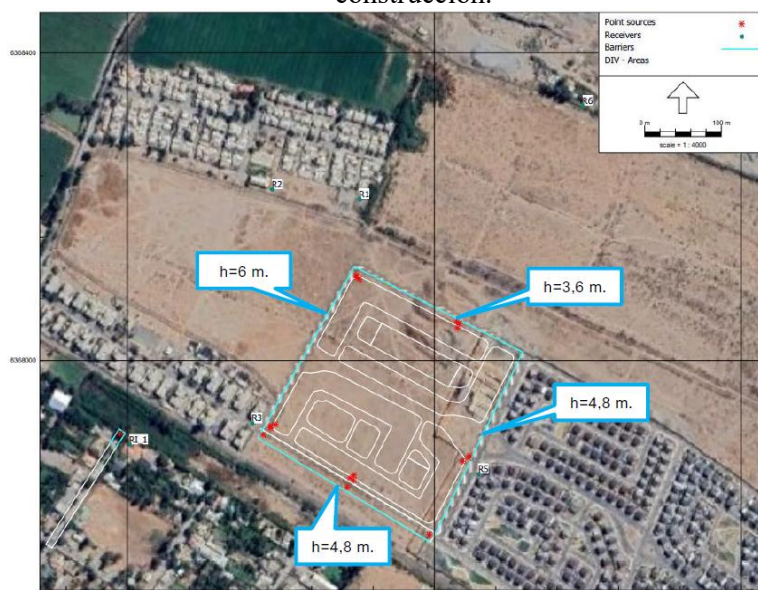 construcción.
Point sources
Receivers
Barriers
DIV - Areas
0 m
100 m
scale = 1 : 4000
6368400
R6
R2
R1
h=6 m.
h=3,6 m.
6368000
h=4,8 m.
R3
RI_1
R5
h=4,8 m.